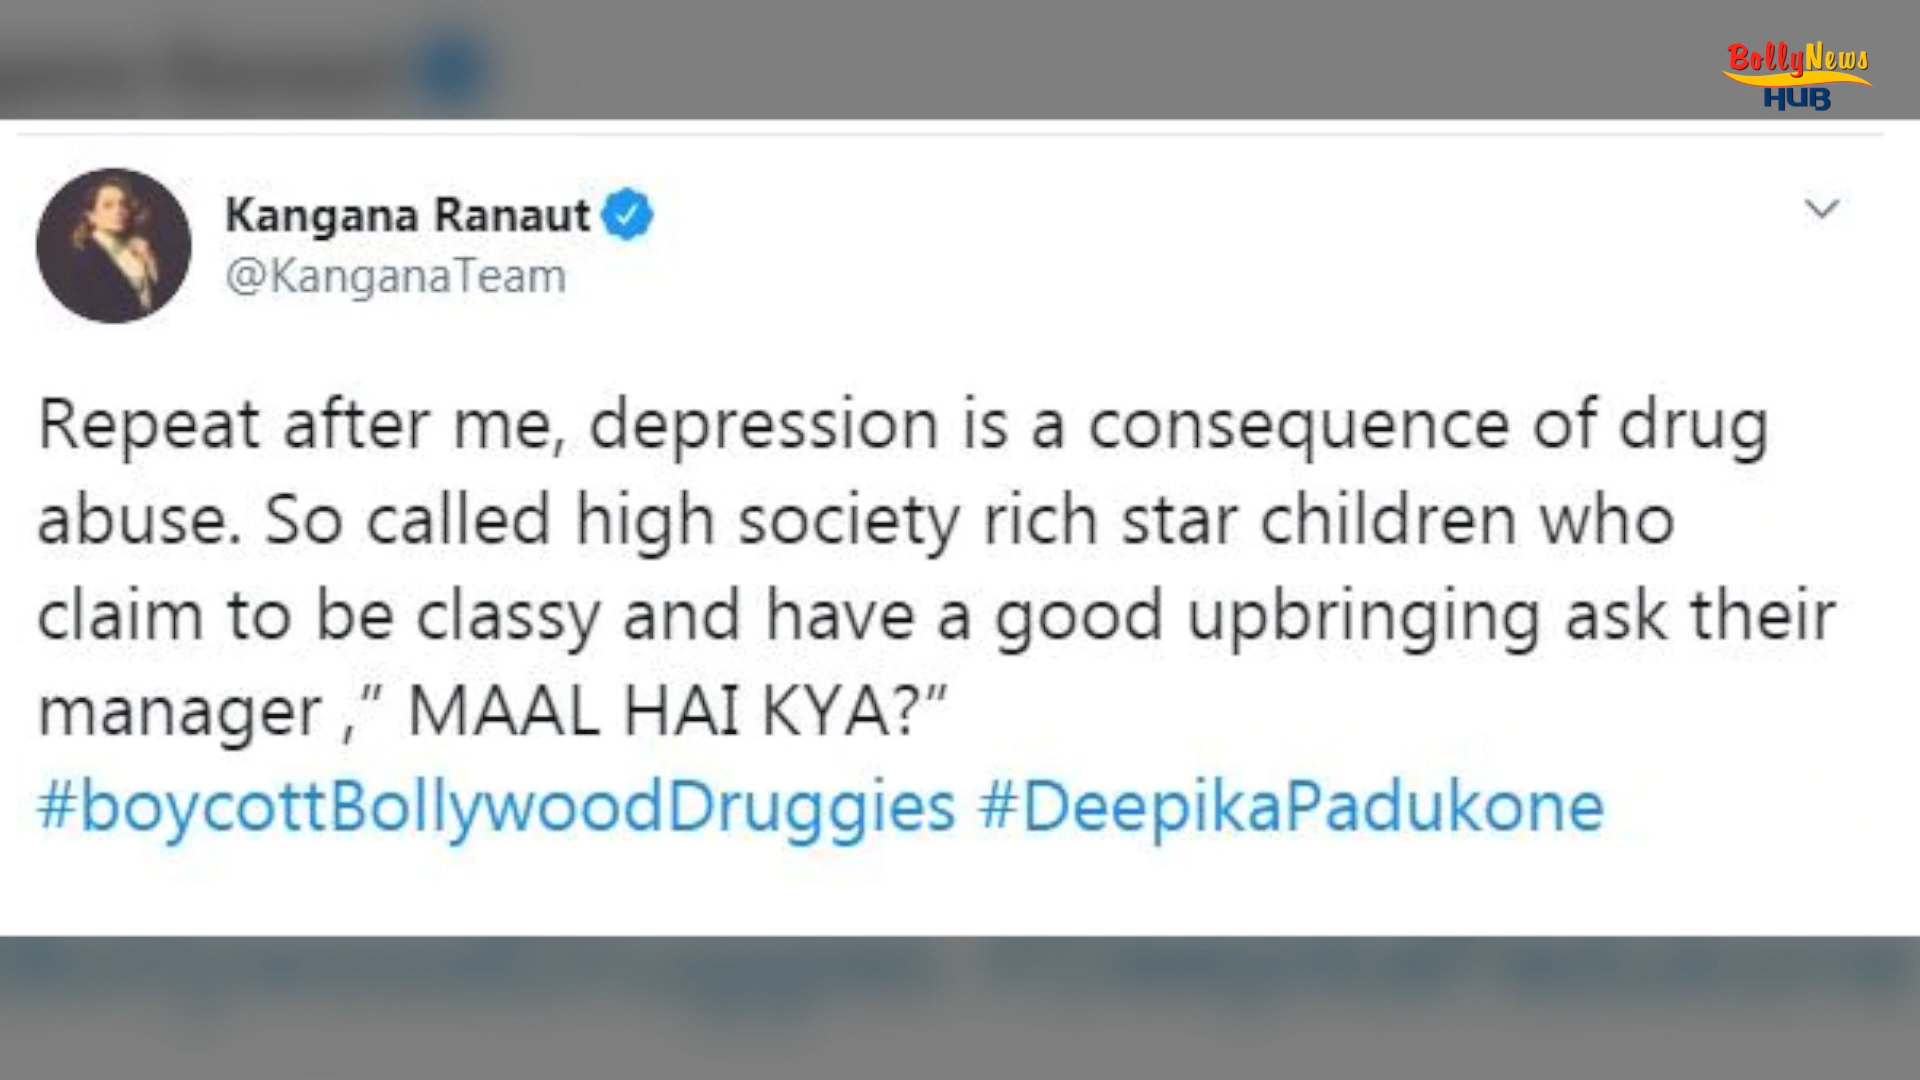 BollyNews
HUB
Kangana Ranaut
@KanganaTeam
Repeat after me, depression is a consequence of drug
abuse. So called high society rich star children who
claim to be classy and have a good upbringing ask their
manager ,” MAAL HAI KYA?”
#boycottBollywoodDruggies #DeepikaPadukone